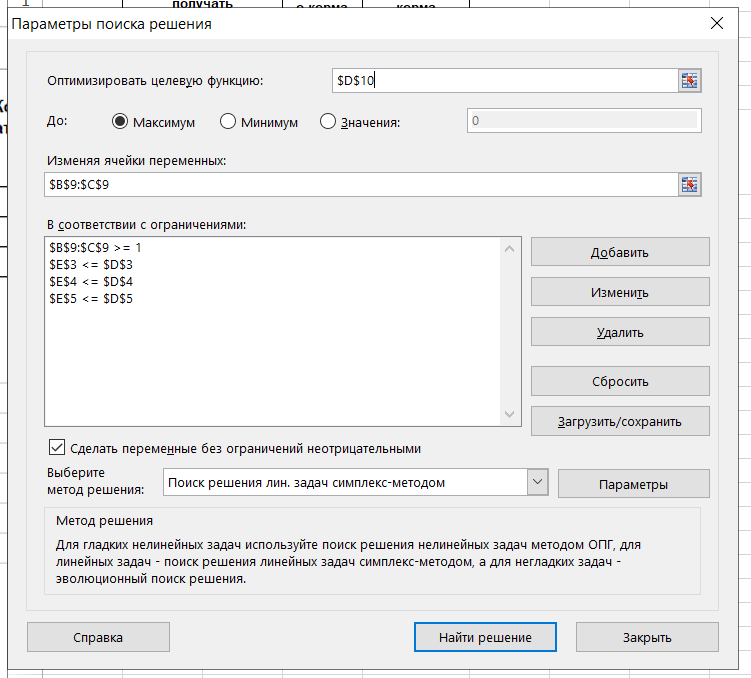 1
получать
о корма
корма
Параметры поиска решения
Оптимизировать целевую функцию:
$D$10
До:
Максимум
Минимум
Значения:
0
Изменяя ячейки переменных:
$B$9:$C$9
В соответствии с ограничениями:
$B$9:$C$9 >= 1
$E$3 <= $D$3
$E$4 <= $D$4
$E$5 <= $D$5
Добавить
Изменить
Удалить
Сбросить
Загрузить/сохранить
Сделать переменные без ограничений неотрицательными
Выберите
метод решения:
Поиск решения лин. задач симплекс-методом
Параметры
Метод решения
Для гладких нелинейных задач используйте поиск решения нелинейных задач методом ОПГ, для
линейных задач - поиск решения линейных задач симплекс-методом, а для негладких задач -
эволюционный поиск решения.
Справка
Найти решение
Закрыть